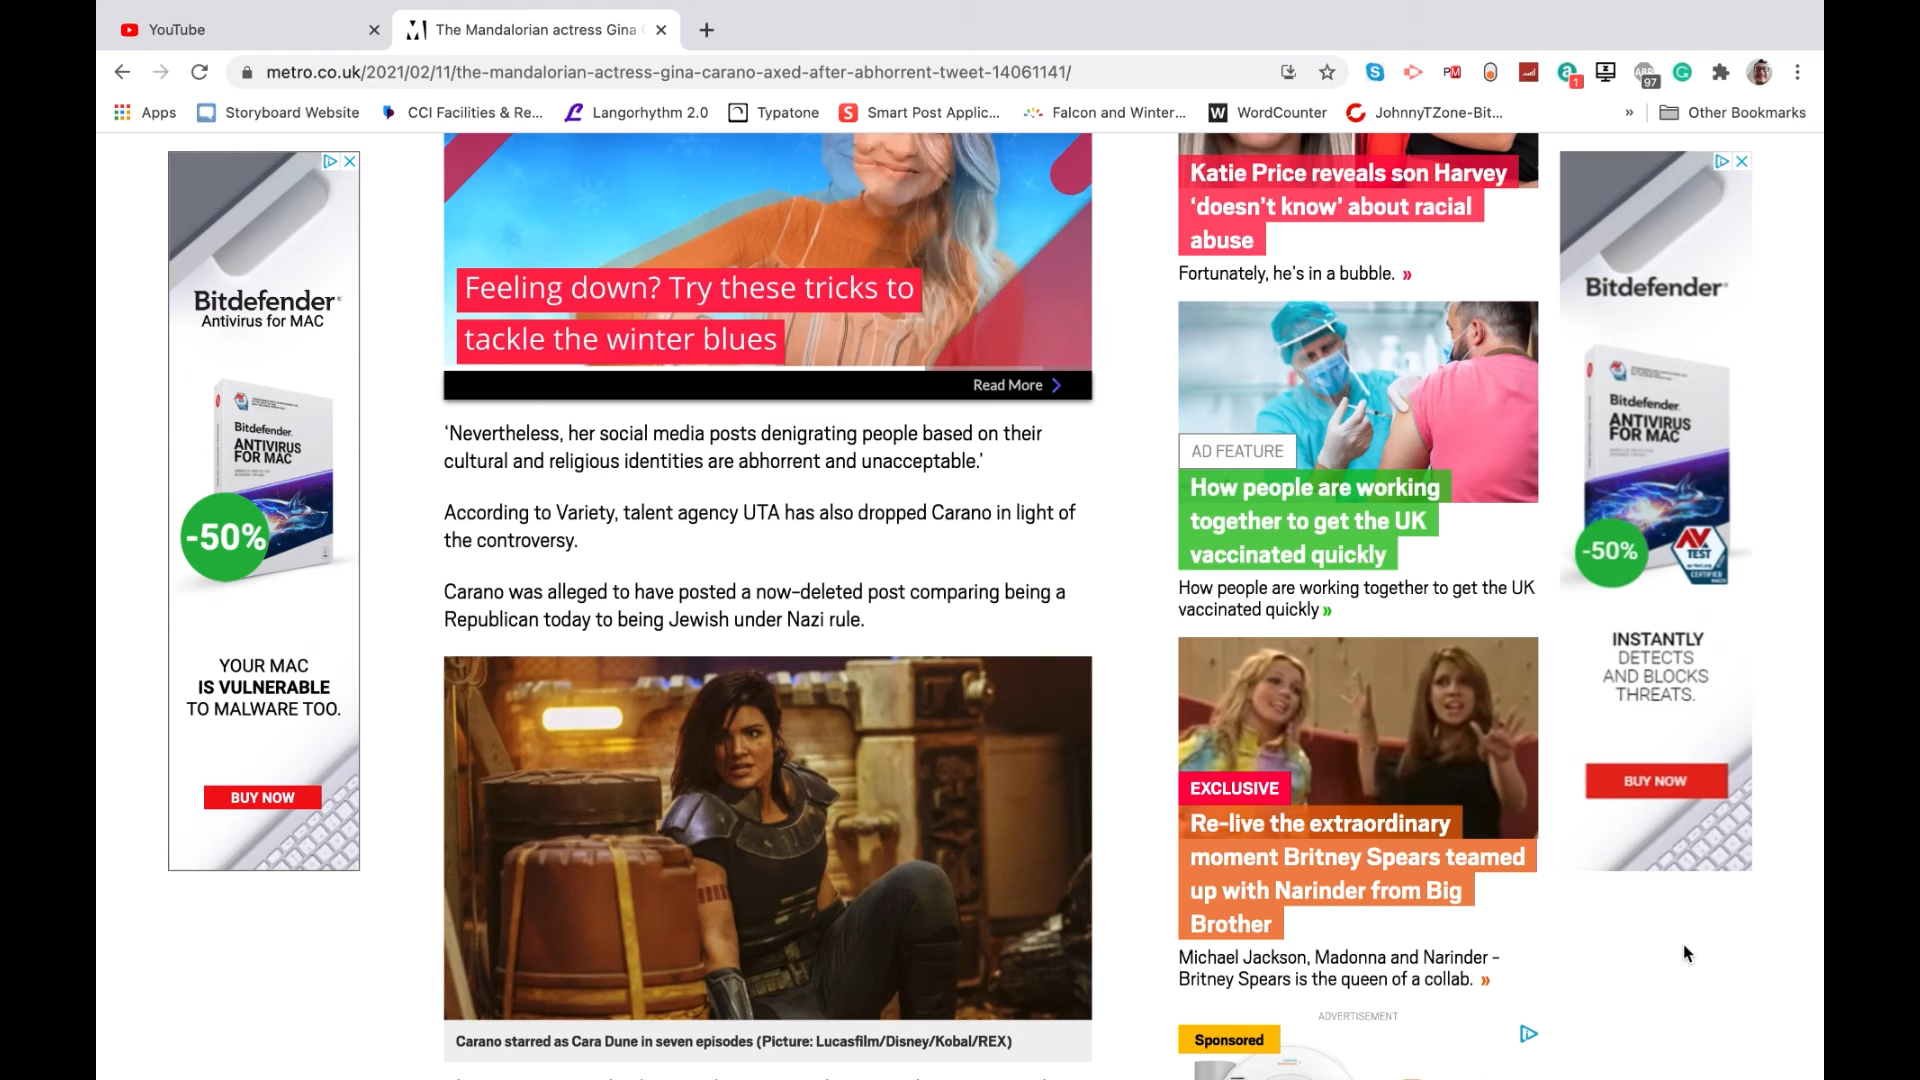 YouTube
The Mandalorian actress Gina
metro.co.uk/2021/02/11/the-mandalorian-actress-gina-carano-axed-after-abhorrent-tweet-14061141/
PM
1
ABP
97
Apps
Storyboard Website
CCI Facilities & Re...
Langorhythm 2.0
Typatone
Smart Post Applic...
Falcon and Winter...
WordCounter
JohnnyTZone-Bit...
»
Other Bookmarks
Bitdefender
Antivirus for MAC
Bitdefender
ANTIVIRUS
FOR MAC
-50%
YOUR MAC
IS VULNERABLE
TO MALWARE TOO.
BUY NOW
Feeling down? Try these tricks to
tackle the winter blues
Read More
‘Nevertheless, her social media posts denigrating people based on their
cultural and religious identities are abhorrent and unacceptable.’
According to Variety, talent agency UTA has also dropped Carano in light of
the controversy.
Carano was alleged to have posted a now-deleted post comparing being a
Republican today to being Jewish under Nazi rule.
Carano starred as Cara Dune in seven episodes (Picture: Lucasfilm/Disney/Kobal/REX)
Katie Price reveals son Harvey
‘doesn’t know’ about racial
abuse
Fortunately, he’s in a bubble. »
AD FEATURE
How people are working
together to get the UK
vaccinated quickly
How people are working together to get the UK
vaccinated quickly »
EXCLUSIVE
Re-live the extraordinary
moment Britney Spears teamed
up with Narinder from Big
Brother
Michael Jackson, Madonna and Narinder -
Britney Spears is the queen of a collab. »
ADVERTISEMENT
Sponsored
Bitdefender
Bitdefender
ANTIVIRUS
FOR MAC
-50%
AV
TEST
CERTIFIED
INSTANTLY
DETECTS
AND BLOCKS
THREATS.
BUY NOW